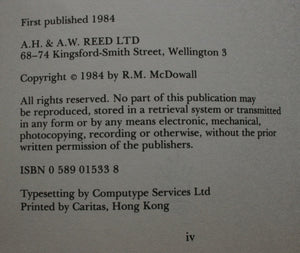 First published 1984
A.H. & A.W. REED LTD
68–74 Kingsford-Smith Street, Wellington 3
Copyright © 1984 by R.M. McDowall
All rights reserved. No part of this publication may
be reproduced, stored in a retrieval system or transmitted
in any form or by any means electronic, mechanical,
photocopying, recording or otherwise, without the prior
written permission of the publishers.
ISBN 0 589 01533 8
Typesetting by Computype Services Ltd
Printed by Caritas, Hong Kong
iv